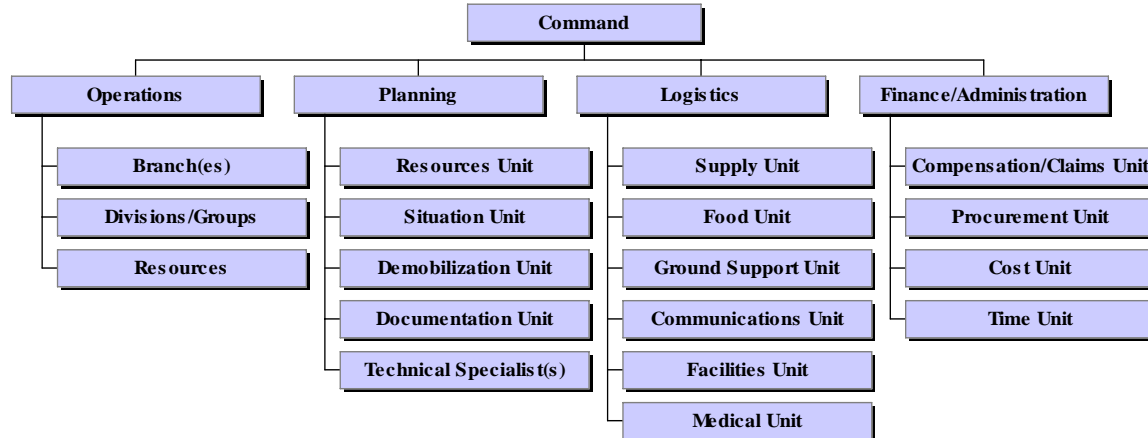 Command
Operations
Planning
Logistics
Finance/Administration
Branch(es)
Divisions/Groups
Resources
Resources Unit
Situation Unit
Demobilization Unit
Documentation Unit
Technical Specialist(s)
Supply Unit
Food Unit
Ground Support Unit
Communications Unit
Facilities Unit
Medical Unit
Compensation/Claims Unit
Procurement Unit
Cost Unit
Time Unit